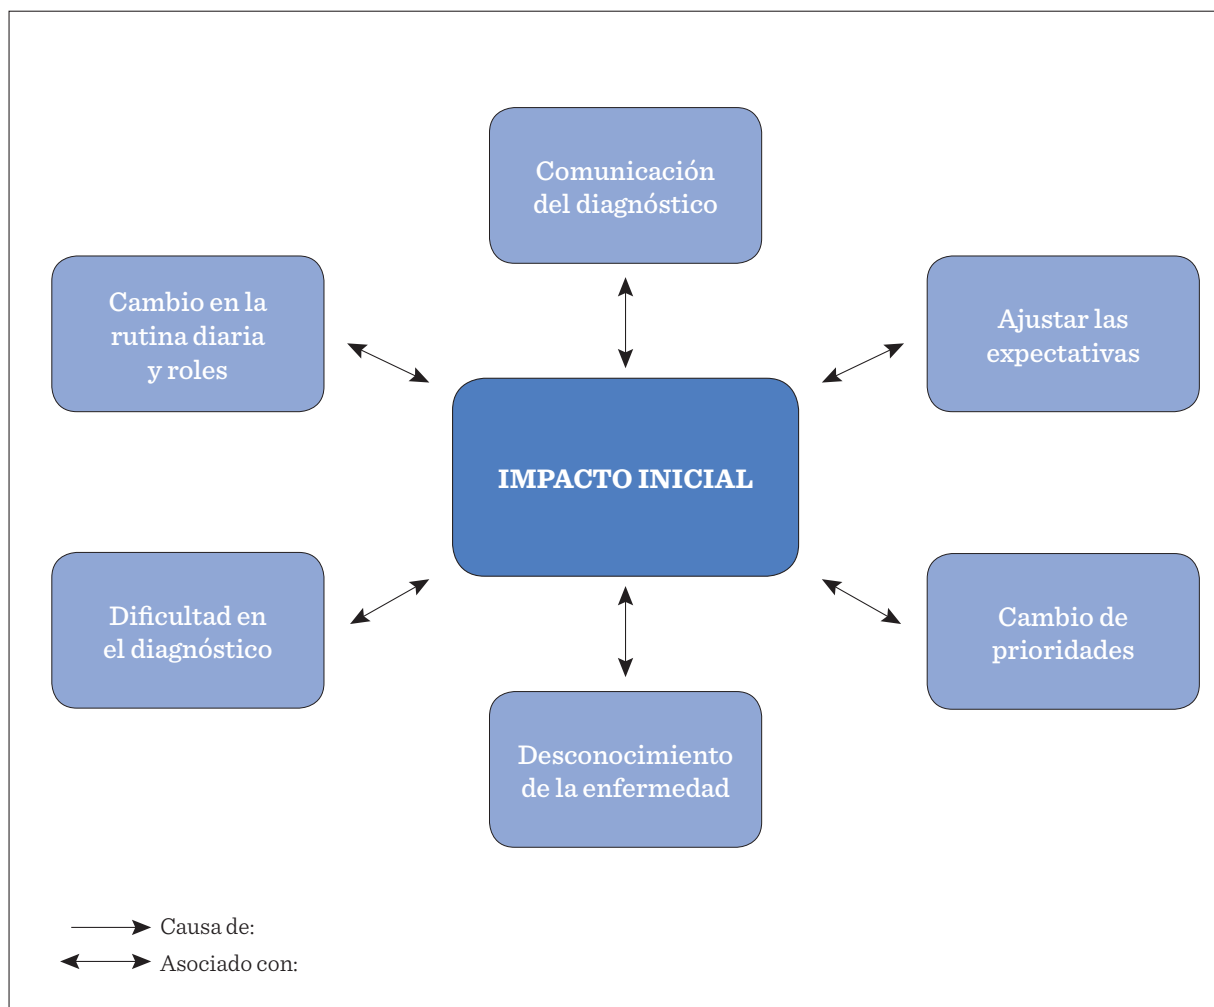 Comunicación
del diagnóstico
Cambio en la
rutina diaria
y roles
Ajustar las
expectativas
IMPACTO INICIAL
Dificultad en
el diagnóstico
Cambio de
prioridades
Desconocimiento
de la enfermedad
Causa de:
Asociado con: